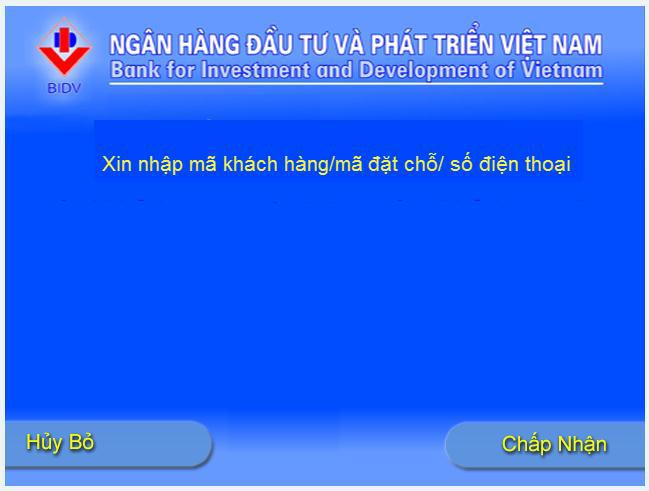 NGÂN HÀNG ĐẦU TƯ VÀ PHÁT TRIỂN VIỆT NAM
Bank for Investment and Development of Vietnam
BIDV
Xin nhập mã khách hàng/mã đặt chỗ/ số điện thoại
Hủy Bỏ
Chấp Nhận